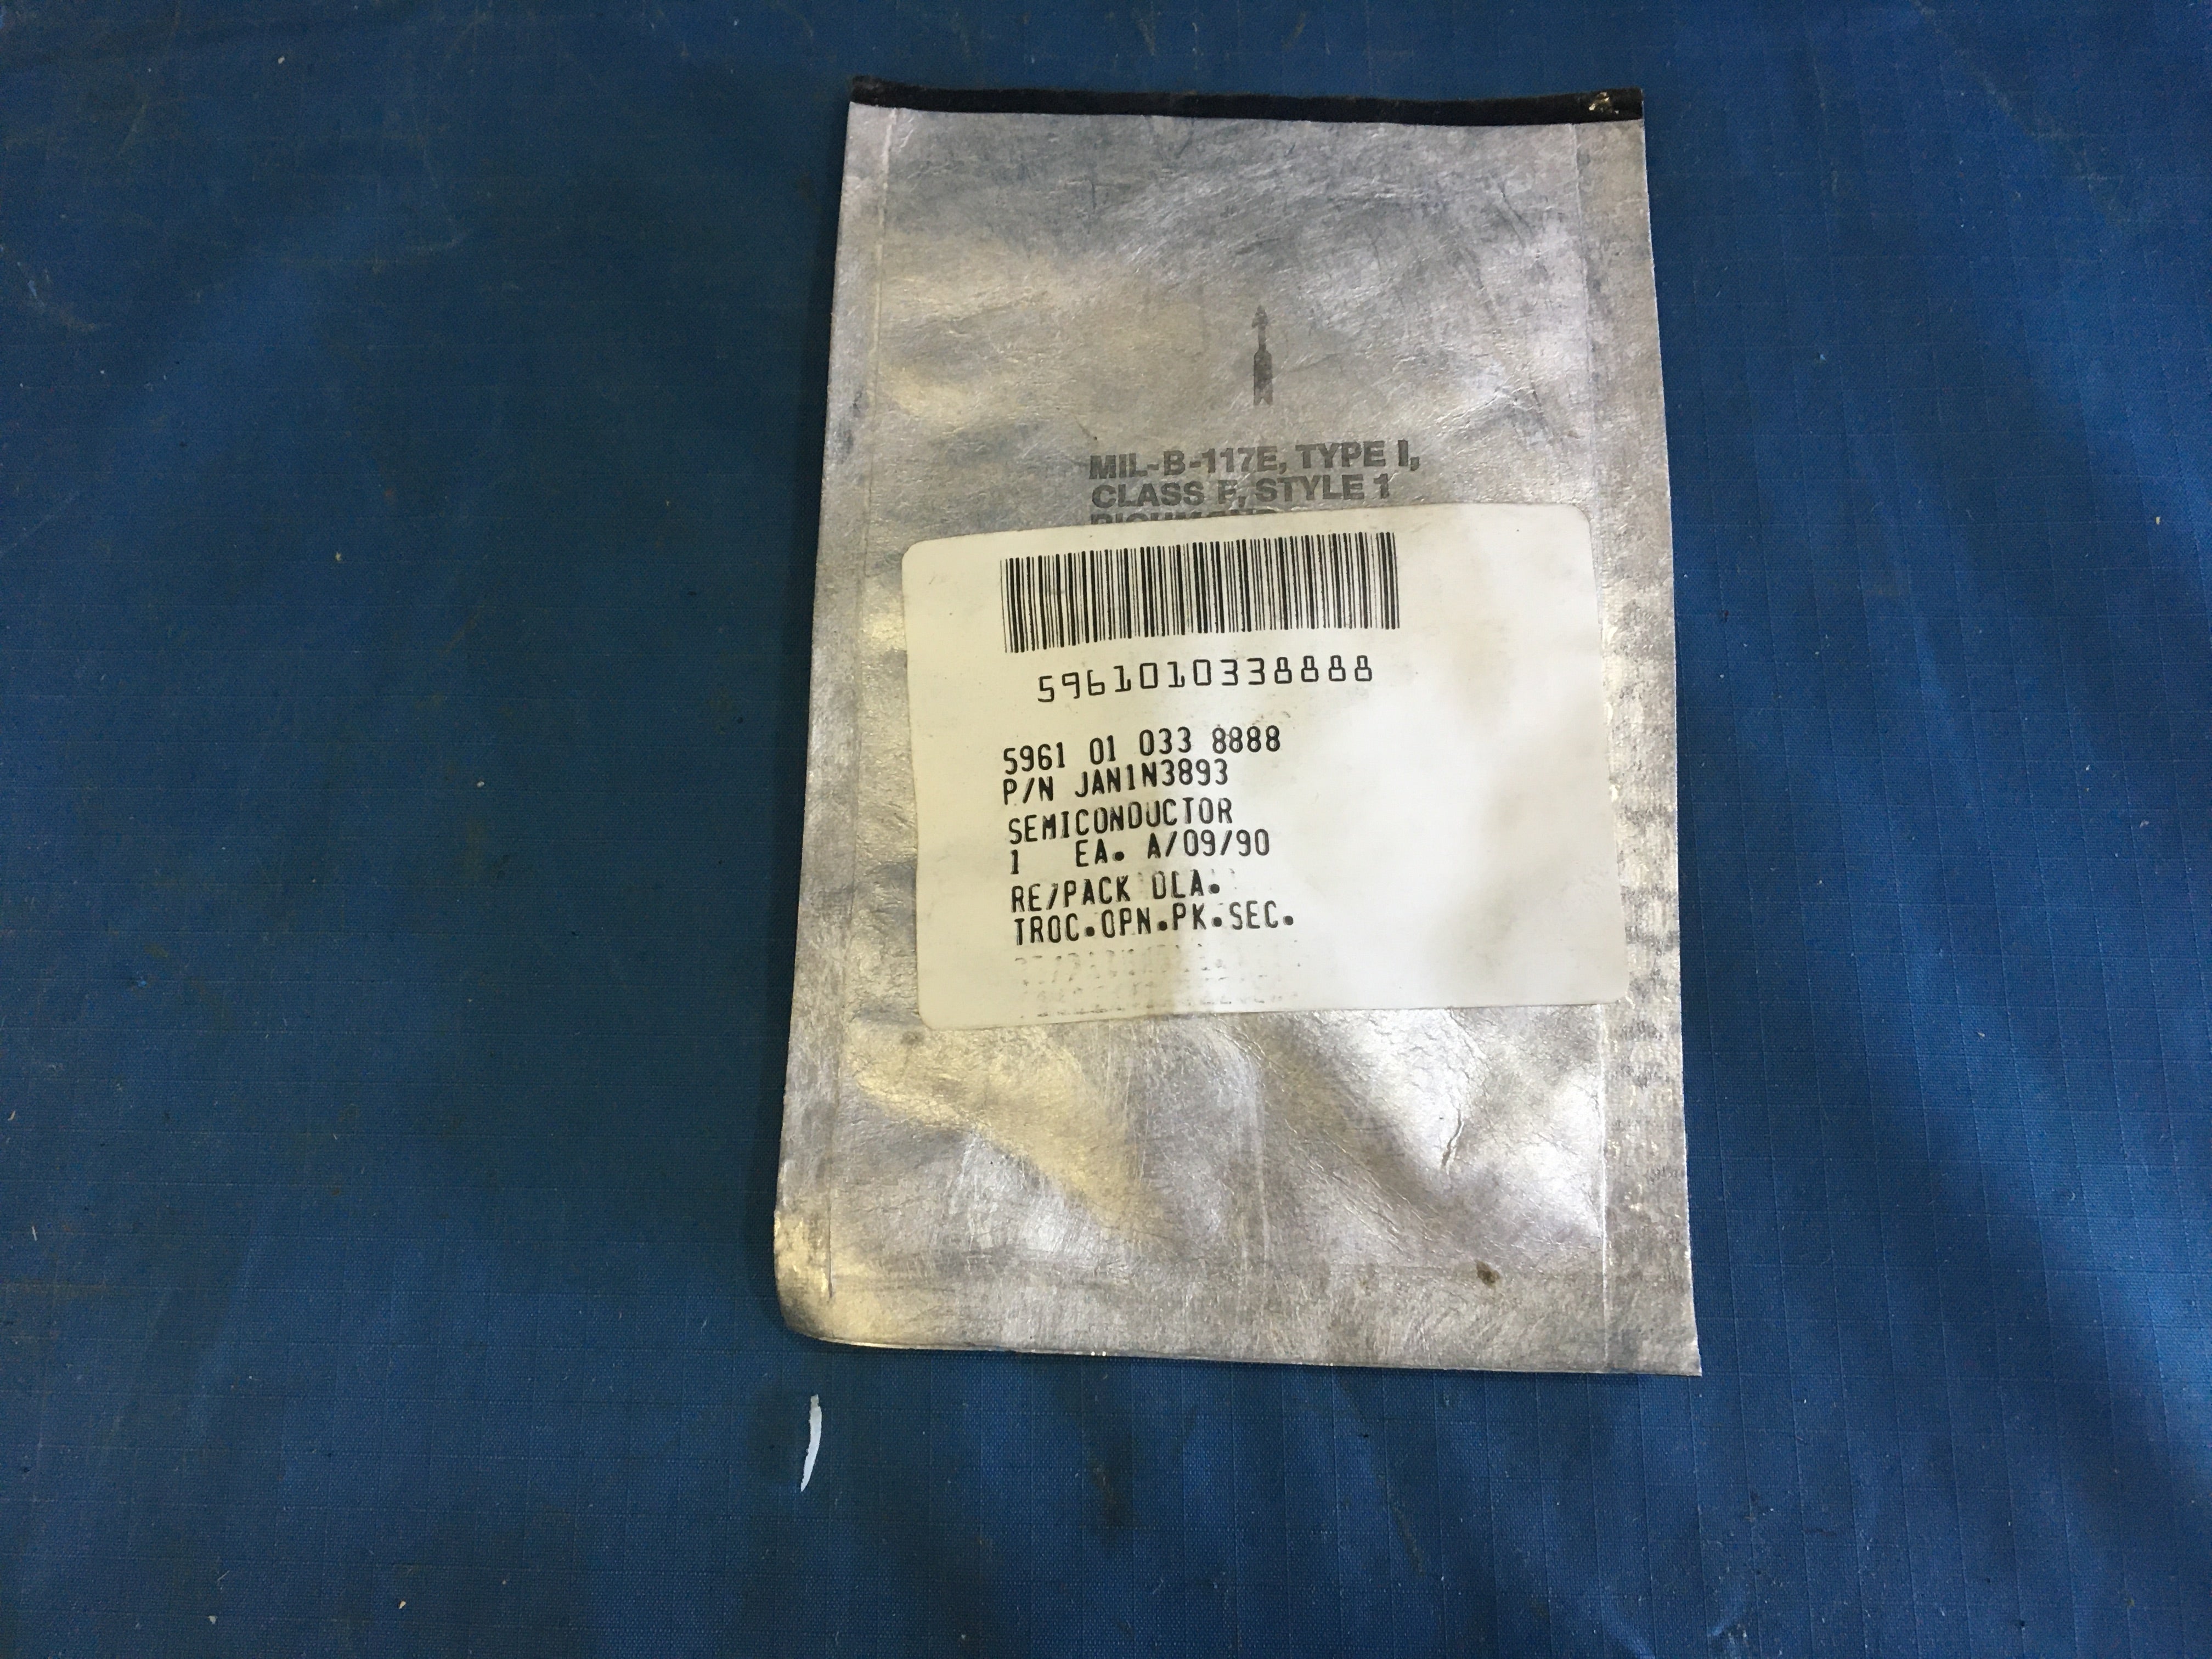 MIL-B-117E, TYPE I,
CLASS F, STYLE 1
RICHMOND
5961010338888
5961 01 033 8888
P/N JAN1N3893
SEMICONDUCTOR
1 EA. A/09/90
RE/PACK DLA.
TROC.OPN.PK.SEC.